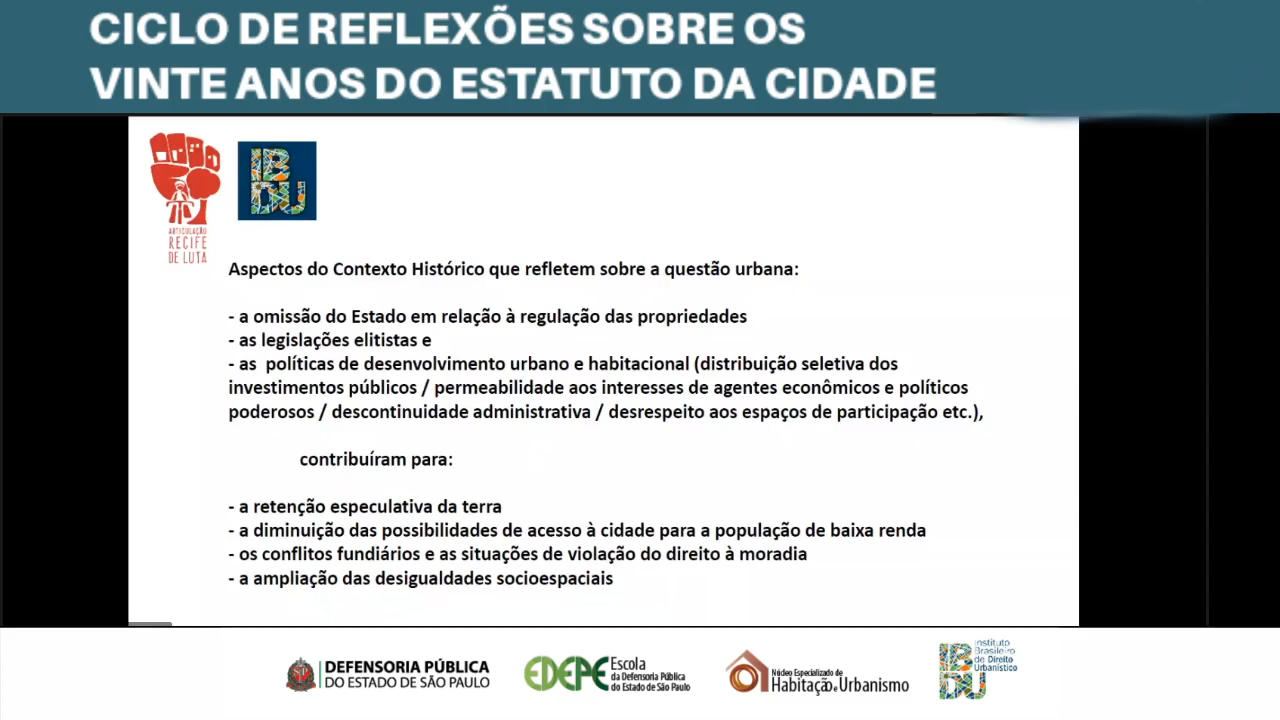 CICLO DE REFLEXÕES SOBRE OS
VINTE ANOS DO ESTATUTO DA CIDADE
ARTICULAÇÃO
RECIFE
DE LUTA
IB
DU
Aspectos do Contexto Histórico que refletem sobre a questão urbana:
- a omissão do Estado em relação à regulação das propriedades
- as legislações elitistas e
- as  políticas de desenvolvimento urbano e habitacional (distribuição seletiva dos
investimentos públicos / permeabilidade aos interesses de agentes econômicos e políticos
poderosos / descontinuidade administrativa / desrespeito aos espaços de participação etc.),
contribuíram para:
- a retenção especulativa da terra
- a diminuição das possibilidades de acesso à cidade para a população de baixa renda
- os conflitos fundiários e as situações de violação do direito à moradia
- a ampliação das desigualdades socioespaciais
SP
DEFENSORIA PÚBLICA
DO ESTADO DE SÃO PAULO
EDEPE
Escola
da Defensoria Pública
do Estado de São Paulo
Núcleo Especializado de
Habitação e Urbanismo
IB
DU
Instituto
Brasileiro
de Direito
Urbanístico